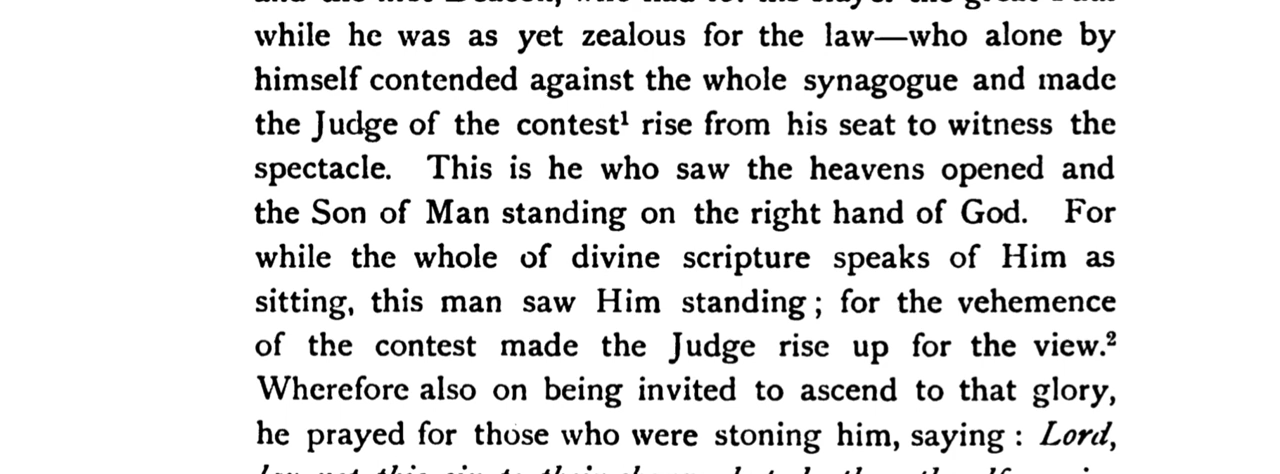 while he was as yet zealous for the law—who alone by
himself contended against the whole synagogue and made
the Judge of the contest¹ rise from his seat to witness the
spectacle. This is he who saw the heavens opened and
the Son of Man standing on the right hand of God. For
while the whole of divine scripture speaks of Him as
sitting, this man saw Him standing; for the vehemence
of the contest made the Judge rise up for the view.²
Wherefore also on being invited to ascend to that glory,
he prayed for those who were stoning him, saying: Lord,